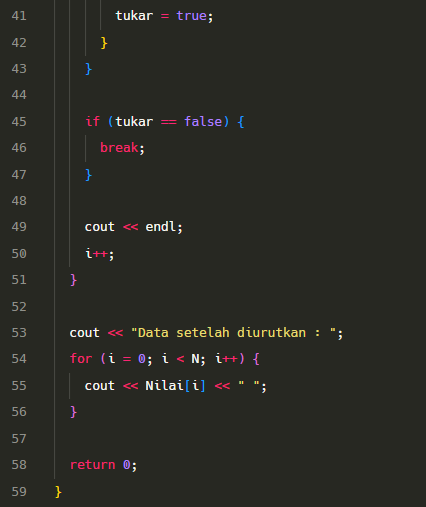 41 tukar = true;
42 }
43 }
44
45 if (tukar == false) {
46 break;
47 }
48
49 cout << endl;
50 i++;
51 }
52
53 cout << "Data setelah diurutkan : ";
54 for (i = 0; i < N; i++) {
55 cout << Nilai[i] << " ";
56 }
57
58 return 0;
59 }